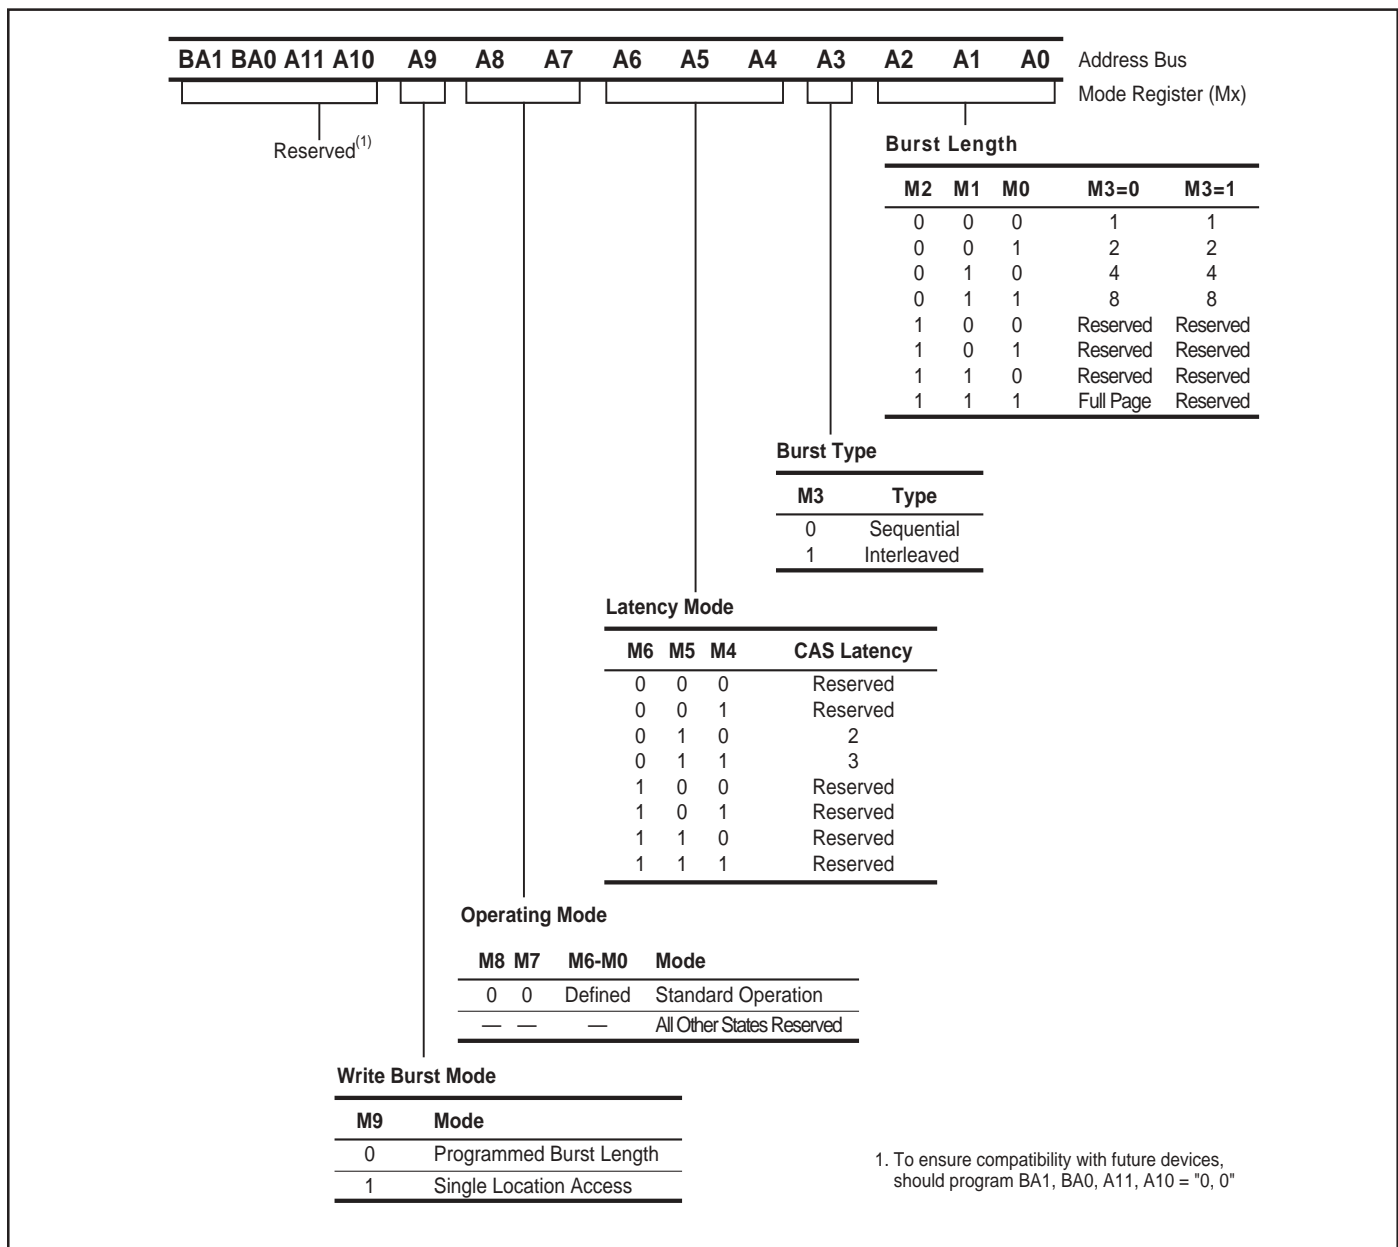 BA1 BA0 A11 A10 A9 A8 A7 A6 A5 A4 A3 A2 A1 A0 Address Bus
Mode Register (Mx)
Reserved(1)
Burst Length
M2 M1 M0 M3=0 M3=1
0 0 0 1 1
0 0 1 2 2
0 1 0 4 4
0 1 1 8 8
1 0 0 Reserved Reserved
1 0 1 Reserved Reserved
1 1 0 Reserved Reserved
1 1 1 Full Page Reserved
Burst Type
M3 Type
0 Sequential
1 Interleaved
Latency Mode
M6 M5 M4 CAS Latency
0 0 0 Reserved
0 0 1 Reserved
0 1 0 2
0 1 1 3
1 0 0 Reserved
1 0 1 Reserved
1 1 0 Reserved
1 1 1 Reserved
Operating Mode
M8 M7 M6-M0 Mode
0 0 Defined Standard Operation
— — — All Other States Reserved
Write Burst Mode
M9 Mode
0 Programmed Burst Length
1 Single Location Access
1. To ensure compatibility with future devices,
should program BA1, BA0, A11, A10 = "0, 0"